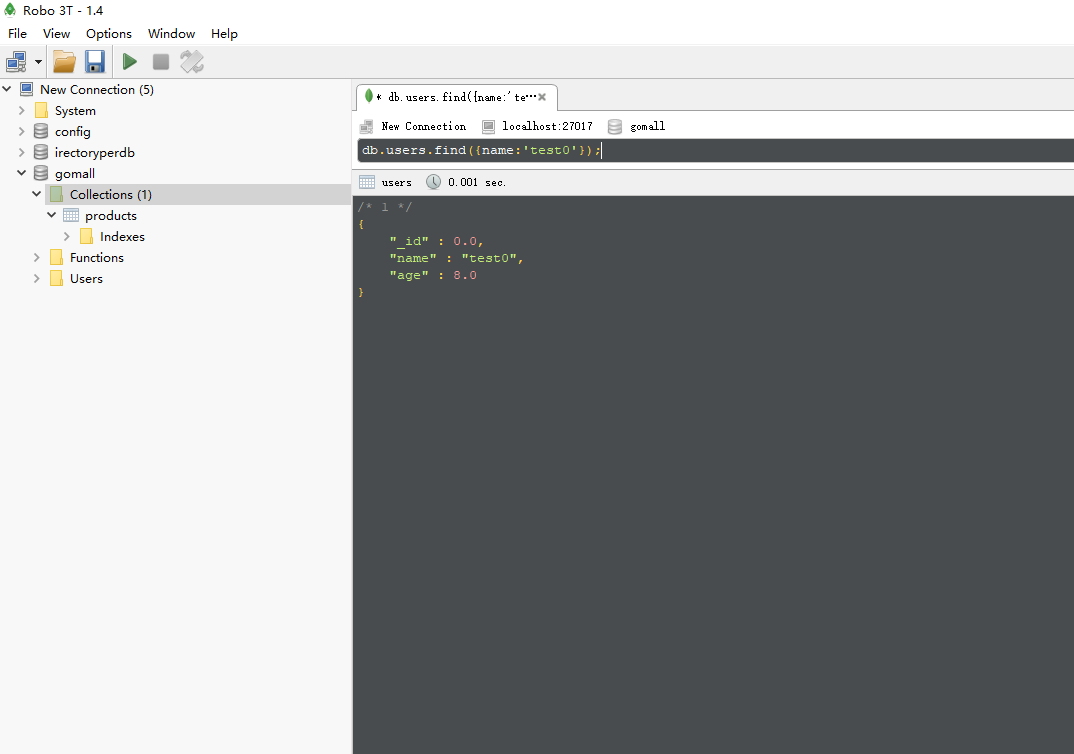 Robo 3T - 1.4
File View Options Window Help
New Connection (5)
System
config
irectoryperdb
gomall
Collections (1)
products
Indexes
Functions
Users
* db.users.find({name:'te…
New Connection localhost:27017 gomall
db.users.find({name:'test0'});
users 0.001 sec.
/* 1 */
{
"_id" : 0.0,
"name" : "test0",
"age" : 8.0
}